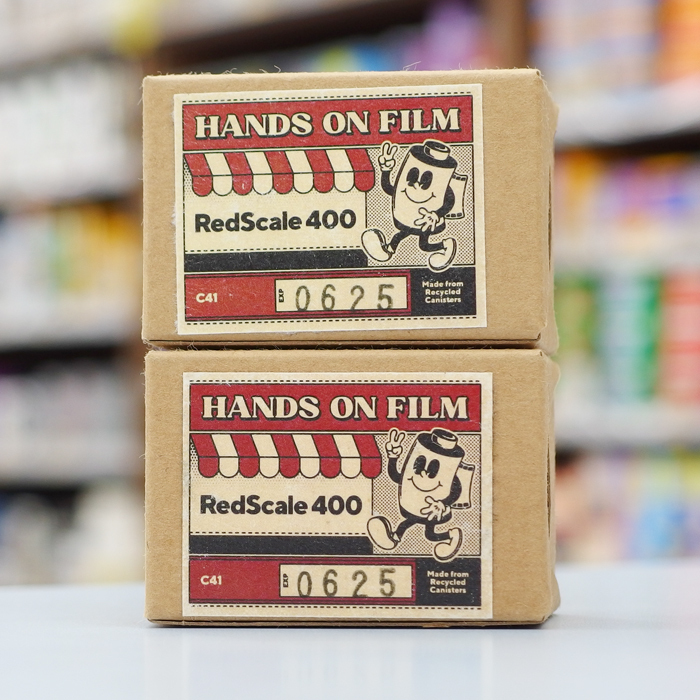 HANDS ON FILM
RedScale 400
C41
EXP
0625
Made from
Recycled
Canisters
HANDS ON FILM
RedScale 400
C41
EXP
0625
Made from
Recycled
Canisters